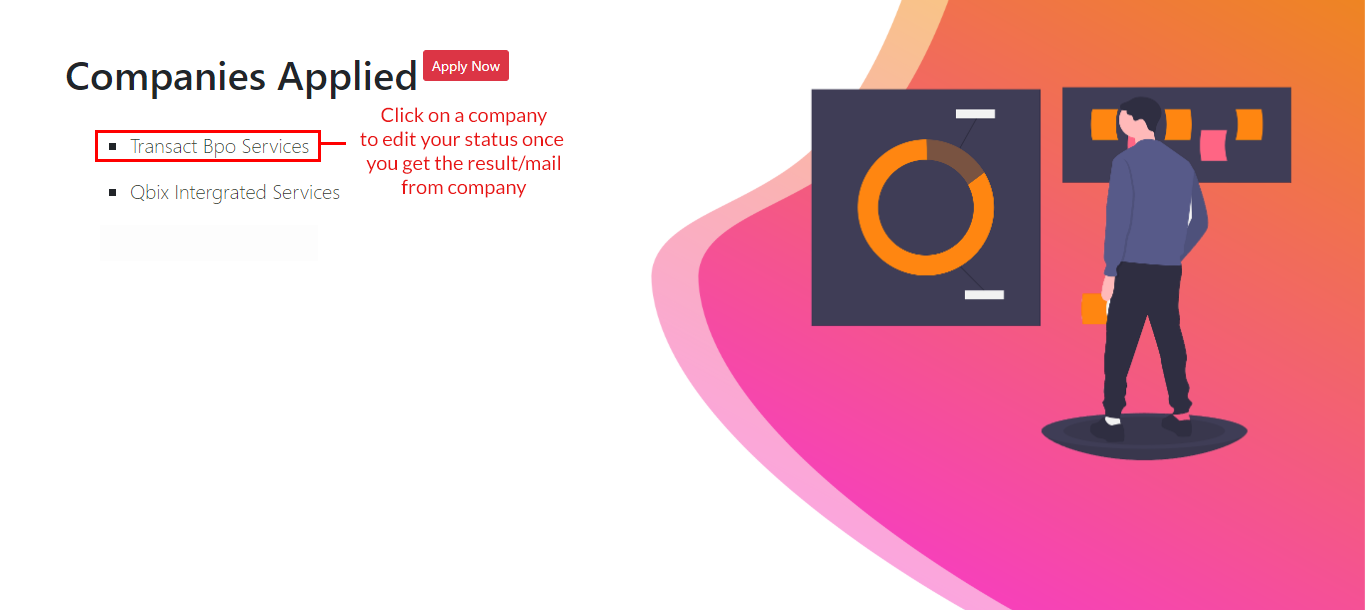 Companies Applied Apply Now
Click on a company
to edit your status once
you get the result/mail
from company
Transact Bpo Services
Qbix Intergrated Services